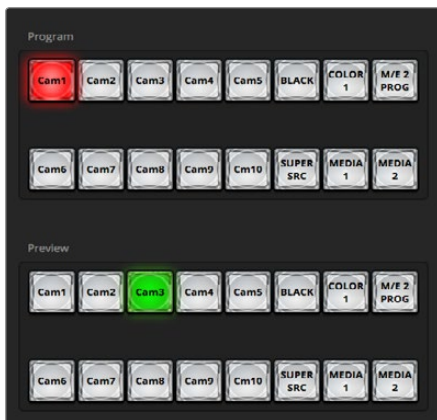 Program
Cam1 Cam2 Cam3 Cam4 Cam5 BLACK COLOR 1 M/E 2 PROG
Cam6 Cam7 Cam8 Cam9 Cm10 SUPER SRC MEDIA 1 MEDIA 2
Preview
Cam1 Cam2 Cam3 Cam4 Cam5 BLACK COLOR 1 M/E 2 PROG
Cam6 Cam7 Cam8 Cam9 Cm10 SUPER SRC MEDIA 1 MEDIA 2